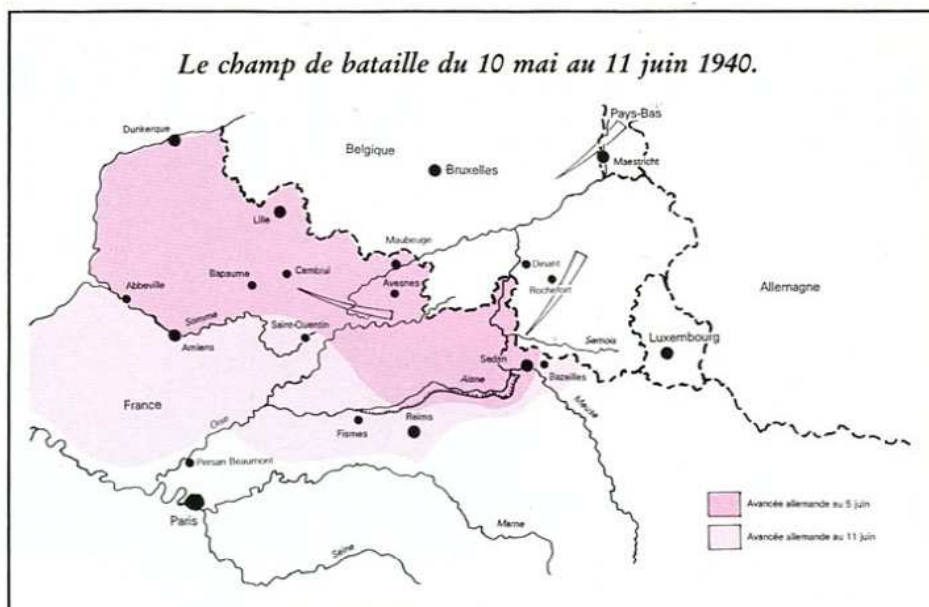 Le champ de bataille du 10 mai au 11 juin 1940.
Pays-Bas
Dunkerque
Belgique
Bruxelles
Maestricht
Lille
Maubeuge
Cambrai
Bapaume
Avesnes
Dinant
Rochefort
Abbeville
Allemagne
Somme
Saint-Quentin
Amiens
Semois
Luxembourg
Sedan
Bazeilles
Aisne
France
Meuse
Oise
Reims
Fismes
Persan Beaumont
Paris
Marne
Seine
Avancée allemande au 5 juin
Avancée allemande au 11 juin